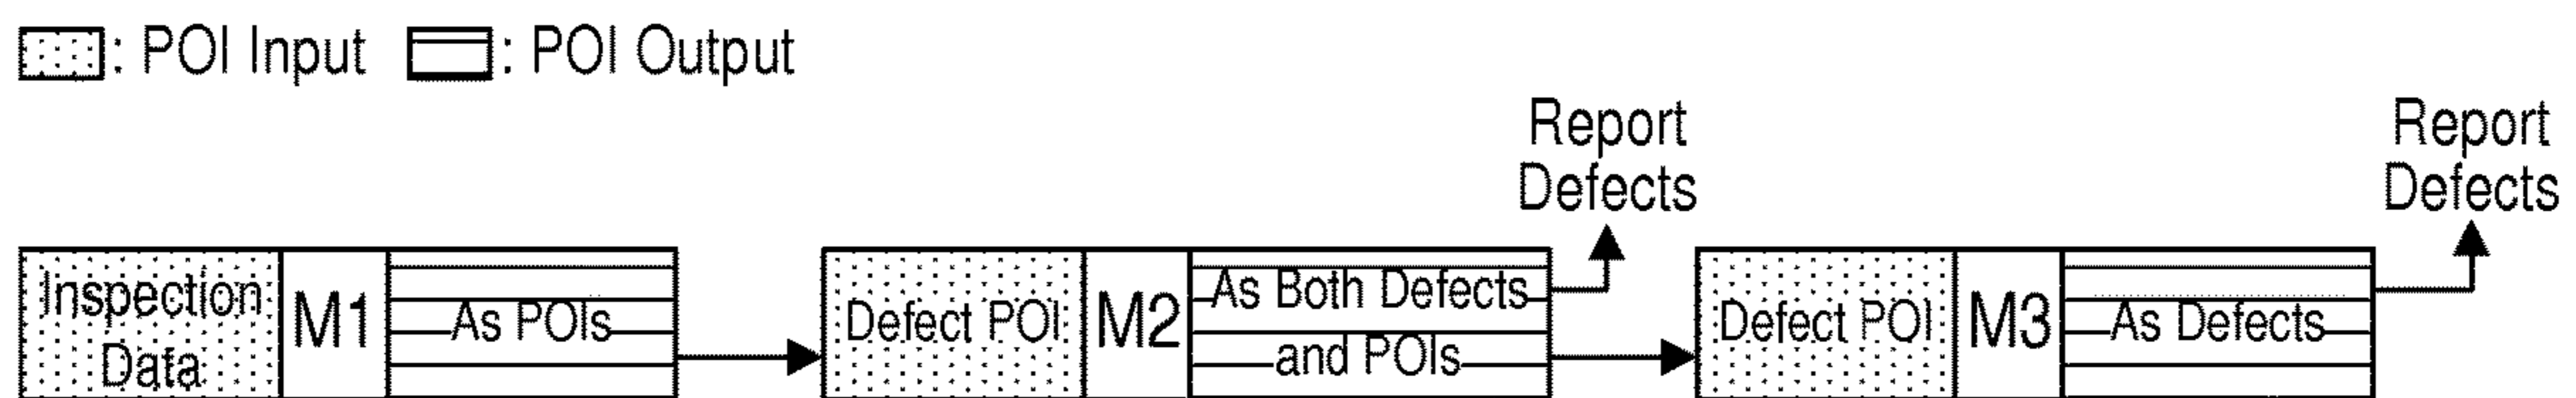 : POI Input : POI Output
Report
Defects
Report
Defects
Inspection
Data
M1
As POIs
Defect POI
M2
As Both Defects
and POIs
Defect POI
M3
As Defects